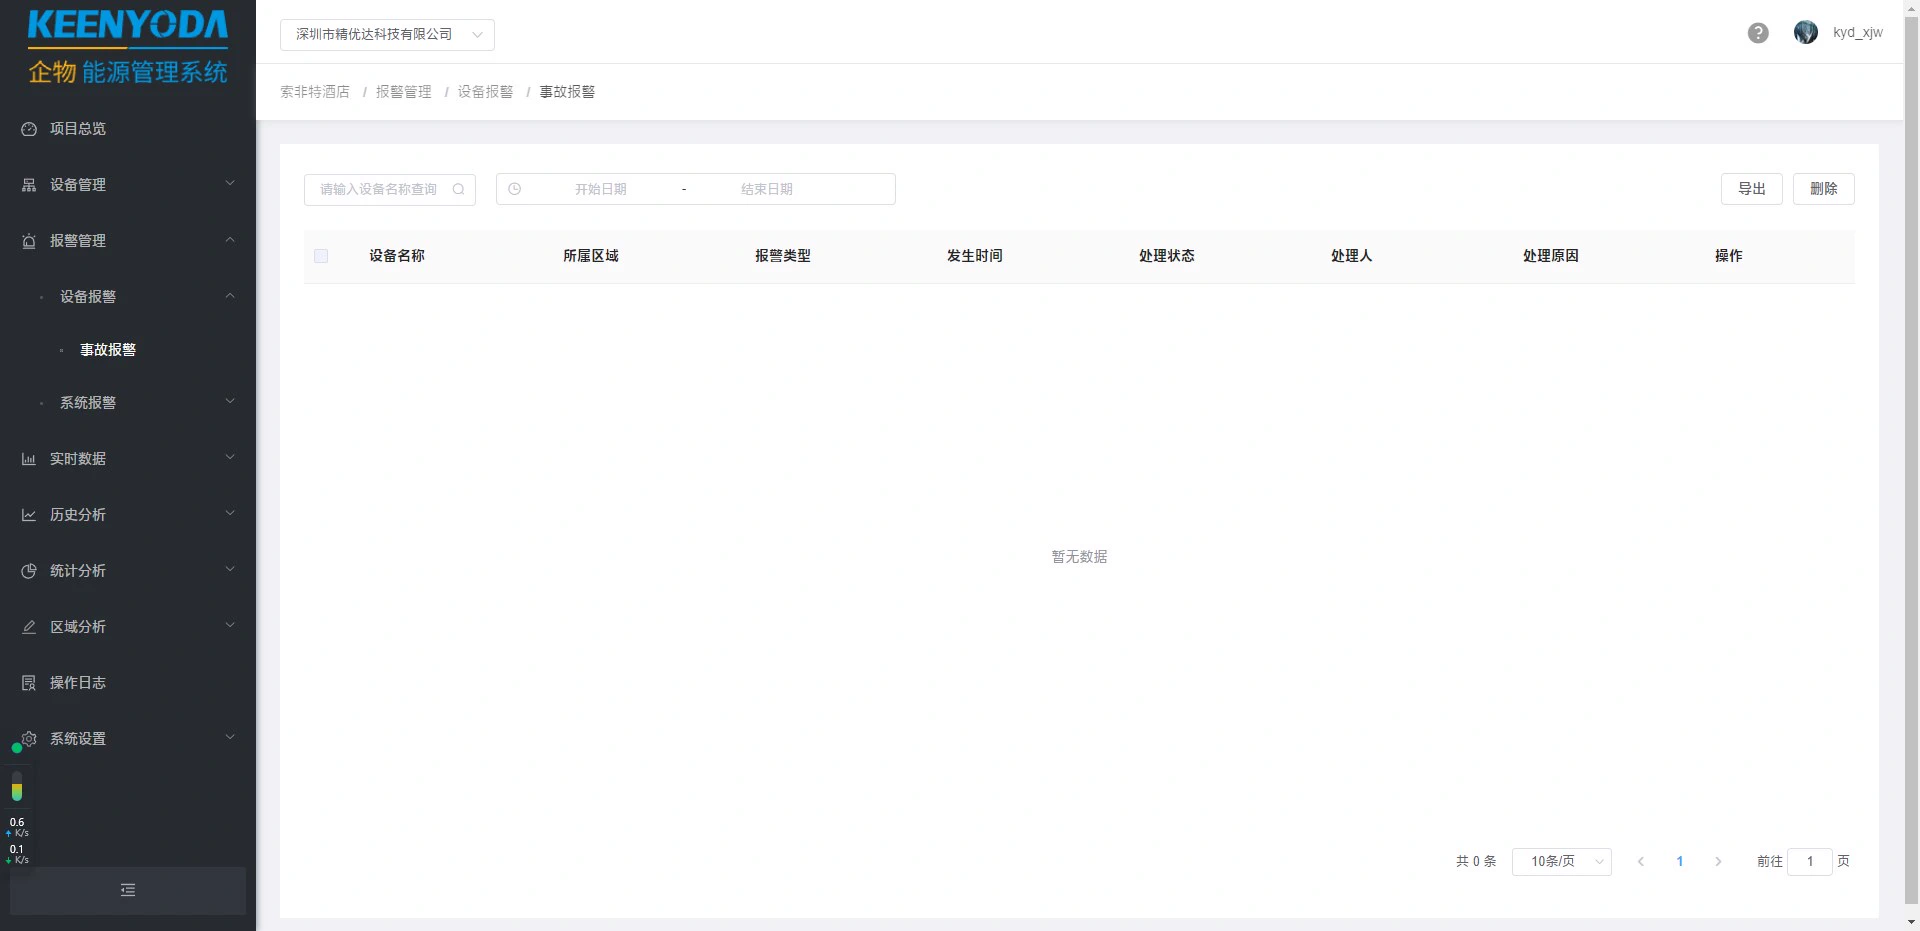 KEENYODA
企物 能源管理系统
深圳市精优达科技有限公司
kyd_xjw
索非特酒店 / 报警管理 / 设备报警 / 事故报警
项目总览
设备管理
报警管理
设备报警
事故报警
系统报警
实时数据
历史分析
统计分析
区域分析
操作日志
系统设置
0.6
K/s
0.1
K/s
请输入设备名称查询
开始日期 - 结束日期
导出
删除
设备名称 所属区域 报警类型 发生时间 处理状态 处理人 处理原因 操作
暂无数据
共 0 条 10条/页 1 前往 1 页